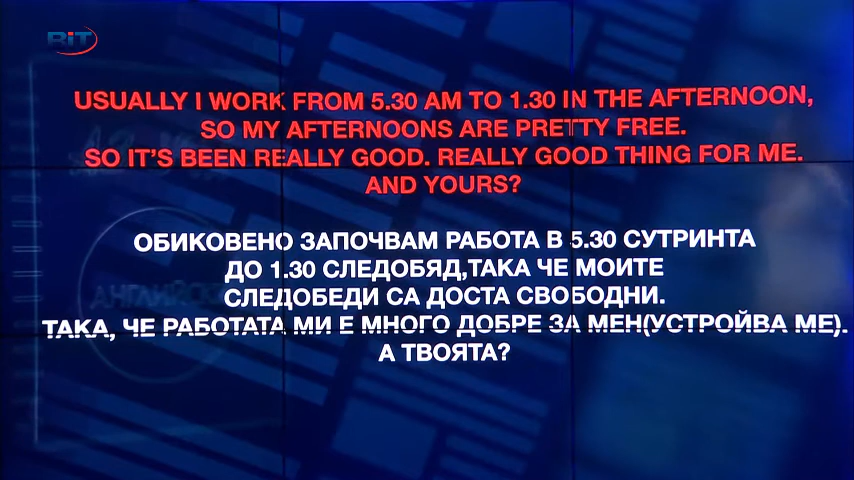 BiT
USUALLY I WORK FROM 5.30 AM TO 1.30 IN THE AFTERNOON,
SO MY AFTERNOONS ARE PRETTY FREE.
SO IT'S BEEN REALLY GOOD. REALLY GOOD THING FOR ME.
AND YOURS?
ОБИКОВЕНО ЗАПОЧВАМ РАБОТА В 5.30 СУТРИНТА
ДО 1.30 СЛЕДОБЯД,ТАКА ЧЕ МОИТЕ
СЛЕДОБЕДИ СА ДОСТА СВОБОДНИ.
ТАКА, ЧЕ РАБОТАТА МИ Е МНОГО ДОБРЕ ЗА МЕН(УСТРОЙВА МЕ).
А ТВОЯТА?